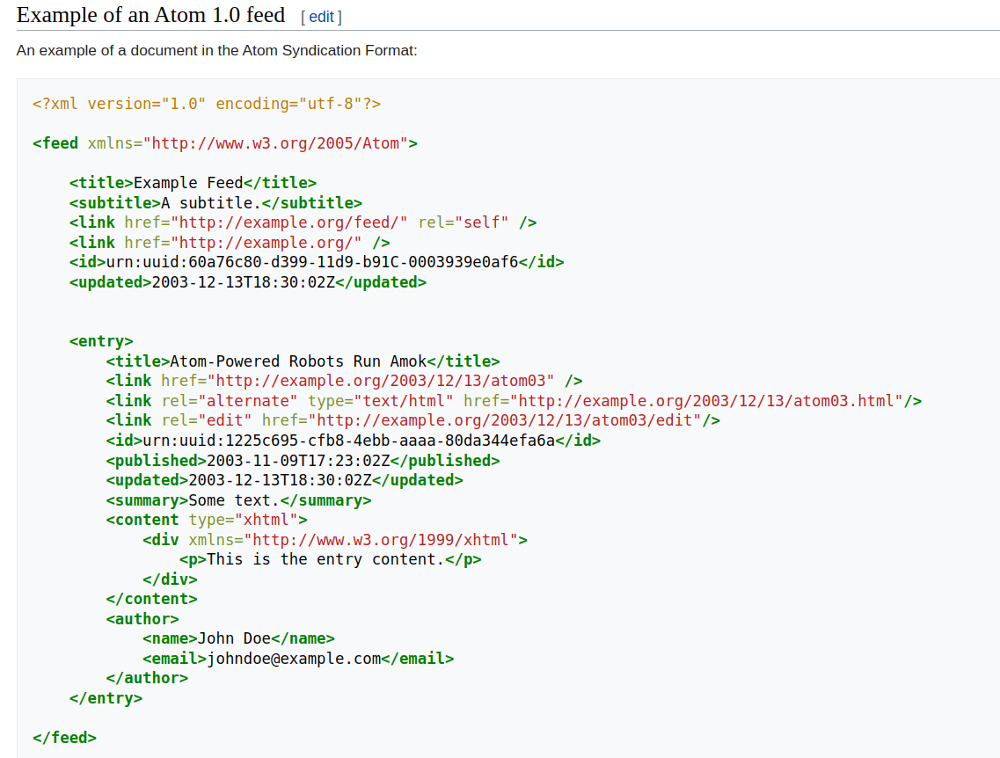 Example of an Atom 1.0 feed [ edit ]
An example of a document in the Atom Syndication Format:
<?xml version="1.0" encoding="utf-8"?>
<feed xmlns="http://www.w3.org/2005/Atom">
<title>Example Feed</title>
<subtitle>A subtitle.</subtitle>
<link href="http://example.org/feed/" rel="self" />
<link href="http://example.org/" />
<id>urn:uuid:60a76c80-d399-11d9-b91C-0003939e0af6</id>
<updated>2003-12-13T18:30:02Z</updated>
<entry>
<title>Atom-Powered Robots Run Amok</title>
<link href="http://example.org/2003/12/13/atom03" />
<link rel="alternate" type="text/html" href="http://example.org/2003/12/13/atom03.html"/>
<link rel="edit" href="http://example.org/2003/12/13/atom03/edit"/>
<id>urn:uuid:1225c695-cfb8-4ebb-aaaa-80da344efa6a</id>
<published>2003-11-09T17:23:02Z</published>
<updated>2003-12-13T18:30:02Z</updated>
<summary>Some text.</summary>
<content type="xhtml">
<div xmlns="http://www.w3.org/1999/xhtml">
<p>This is the entry content.</p>
</div>
</content>
<author>
<name>John Doe</name>
<email>johndoe@example.com</email>
</author>
</entry>
</feed>